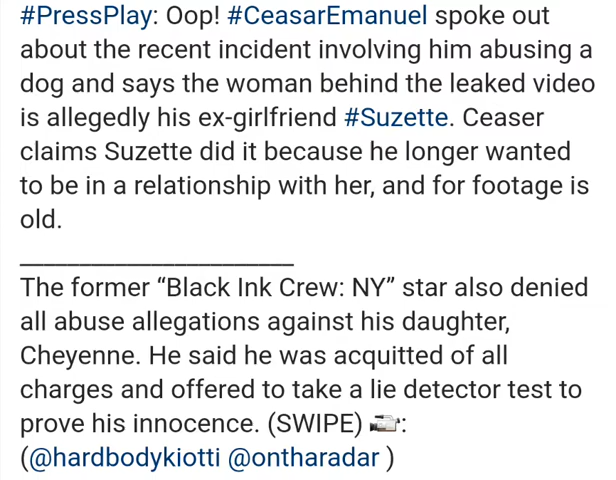 #PressPlay: Oop! #CeasarEmanuel spoke out
about the recent incident involving him abusing a
dog and says the woman behind the leaked video
is allegedly his ex-girlfriend #Suzette. Ceaser
claims Suzette did it because he longer wanted
to be in a relationship with her, and for footage is
old.
________________________
The former “Black Ink Crew: NY” star also denied
all abuse allegations against his daughter,
Cheyenne. He said he was acquitted of all
charges and offered to take a lie detector test to
prove his innocence. (SWIPE) 🎥:
(@hardbodykiotti @ontharadar )